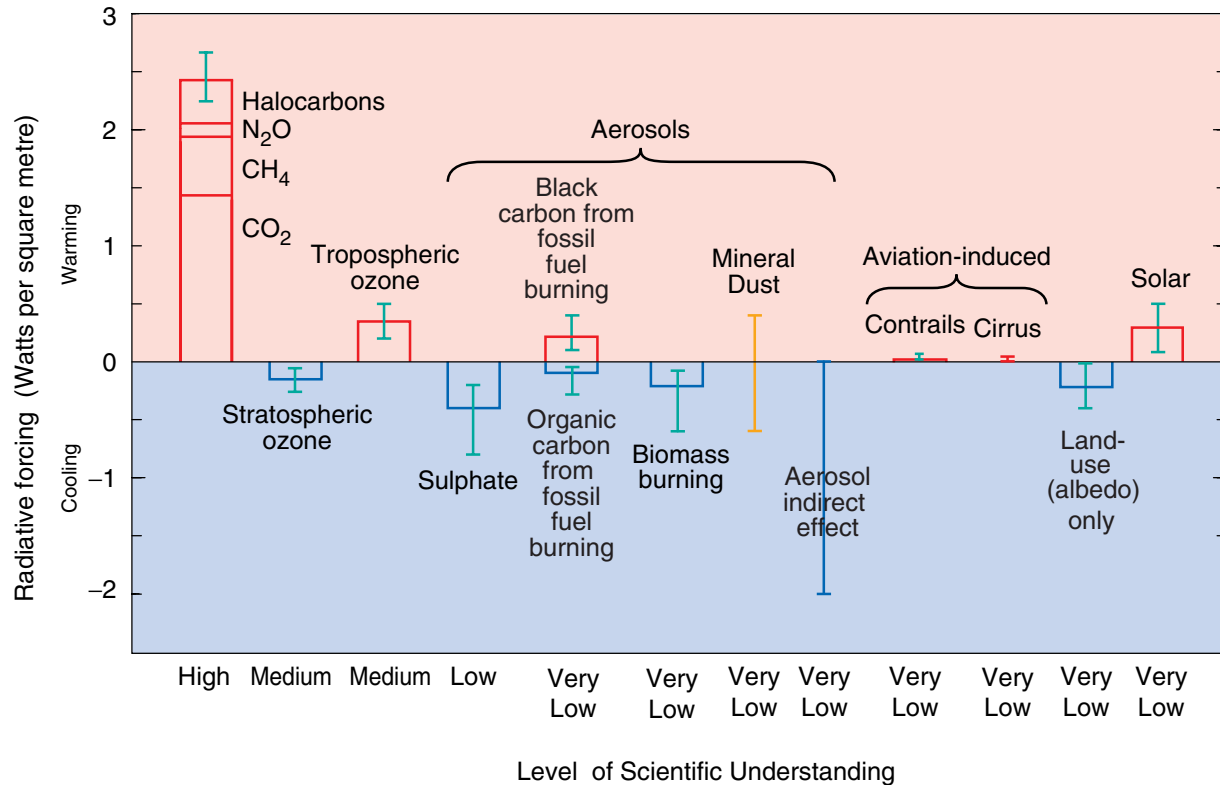 Radiative forcing (Watts per square metre)
Warming
Cooling
3
2
1
0
−1
−2
Halocarbons
N₂O
CH₄
CO₂
Stratospheric
ozone
Tropospheric
ozone
Aerosols
Sulphate
Black
carbon from
fossil
fuel
burning
Organic
carbon
from
fossil
fuel
burning
Biomass
burning
Mineral
Dust
Aerosol
indirect
effect
Aviation-induced
Contrails
Cirrus
Land-
use
(albedo)
only
Solar
High
Medium
Medium
Low
Very
Low
Very
Low
Very
Low
Very
Low
Very
Low
Very
Low
Very
Low
Very
Low
Level of Scientific Understanding